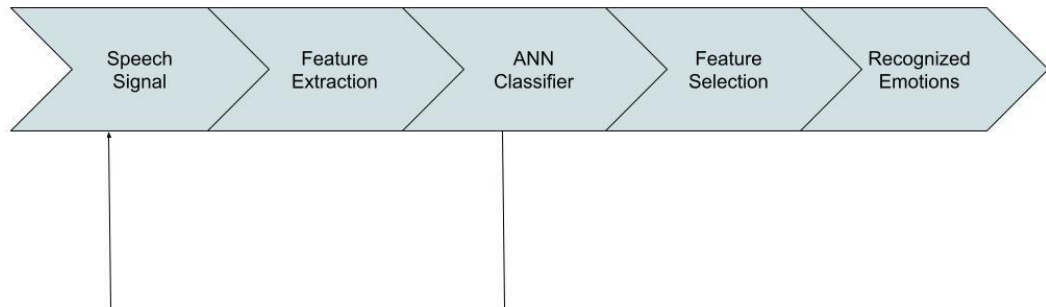 Speech
Signal
Feature
Extraction
ANN
Classifier
Feature
Selection
Recognized
Emotions